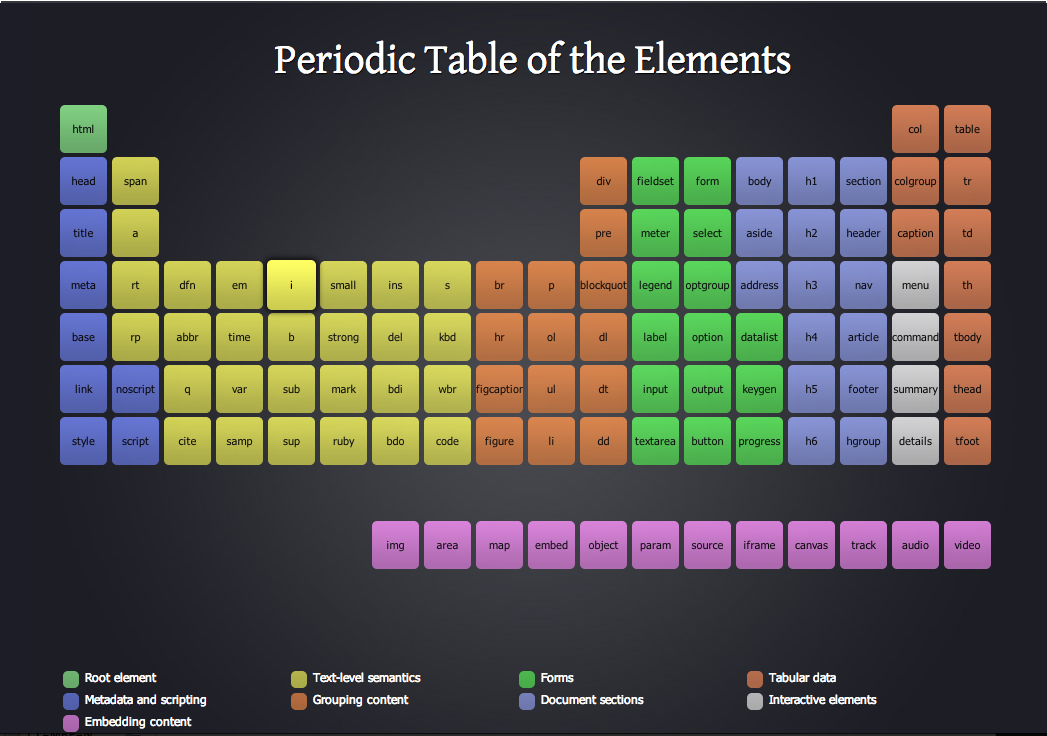 Periodic Table of the Elements
html col table
head span div fieldset form body h1 section colgroup tr
title a pre meter select aside h2 header caption td
meta rt dfn em i small ins s br p blockquot legend optgroup address h3 nav menu th
base rp abbr time b strong del kbd hr ol dl label option datalist h4 article command tbody
link noscript q var sub mark bdi wbr figcaption ul dt input output keygen h5 footer summary thead
style script cite samp sup ruby bdo code figure li dd textarea button progress h6 hgroup details tfoot
img area map embed object param source iframe canvas track audio video
Root element Text-level semantics Forms Tabular data
Metadata and scripting Grouping content Document sections Interactive elements
Embedding content